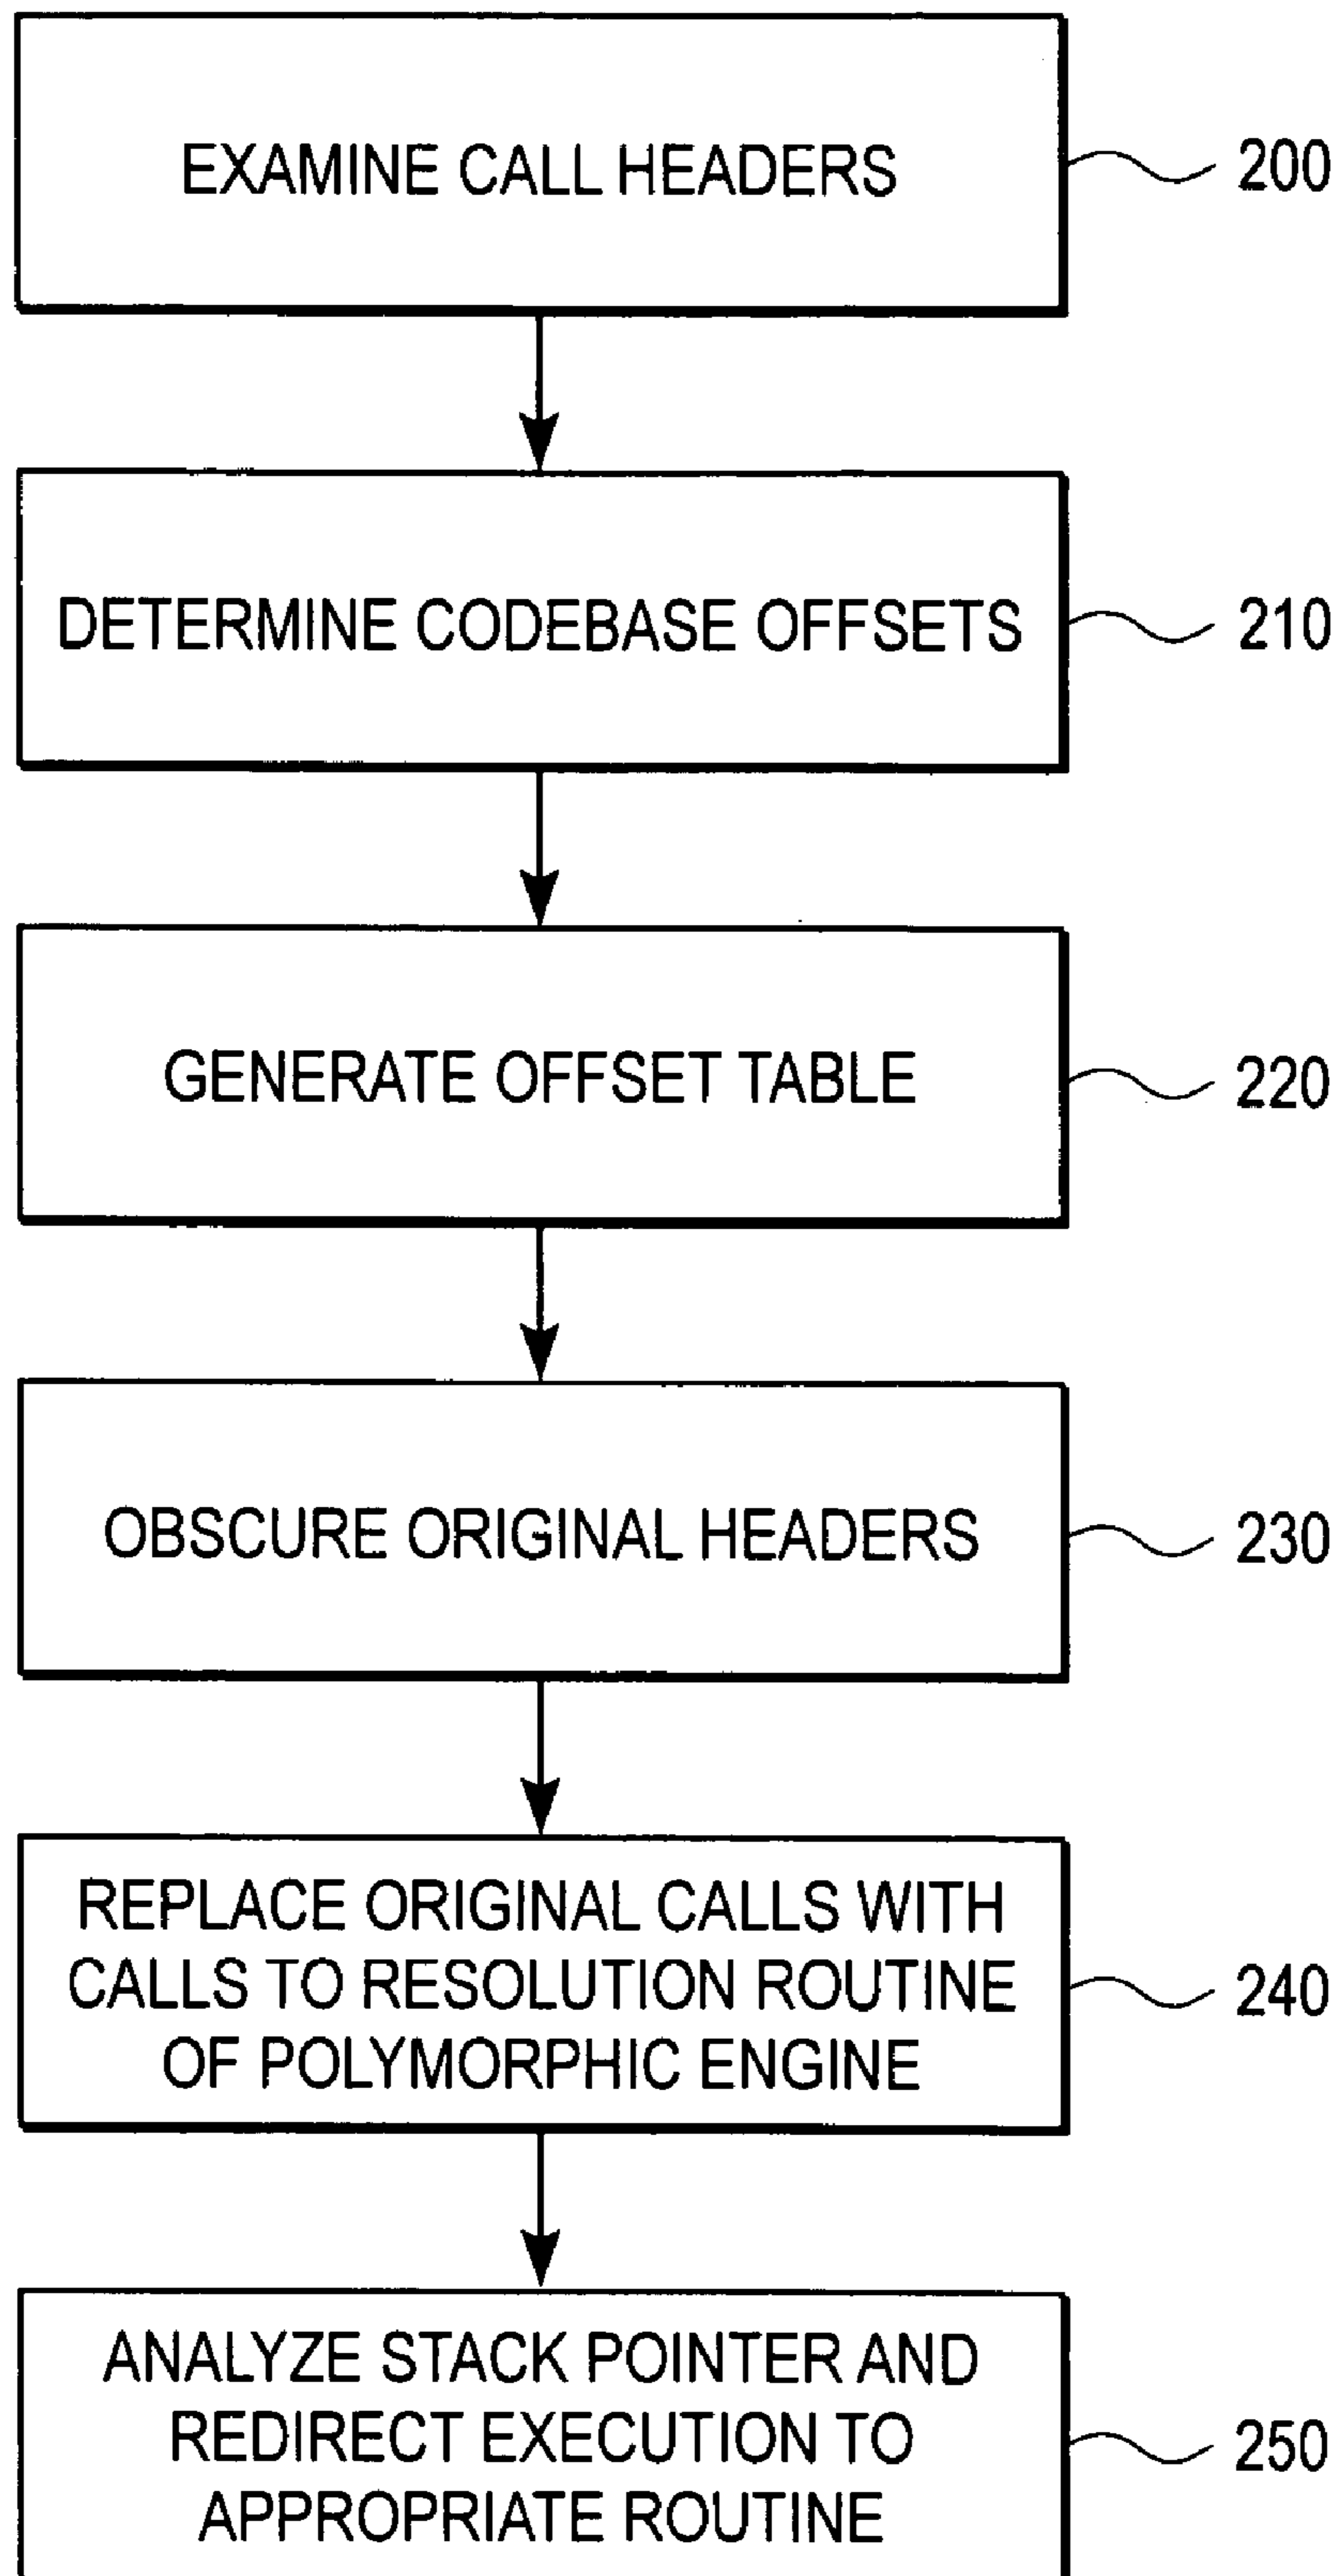 EXAMINE CALL HEADERS
200
DETERMINE CODEBASE OFFSETS
210
GENERATE OFFSET TABLE
220
OBSCURE ORIGINAL HEADERS
230
REPLACE ORIGINAL CALLS WITH
CALLS TO RESOLUTION ROUTINE
OF POLYMORPHIC ENGINE
240
ANALYZE STACK POINTER AND
REDIRECT EXECUTION TO
APPROPRIATE ROUTINE
250